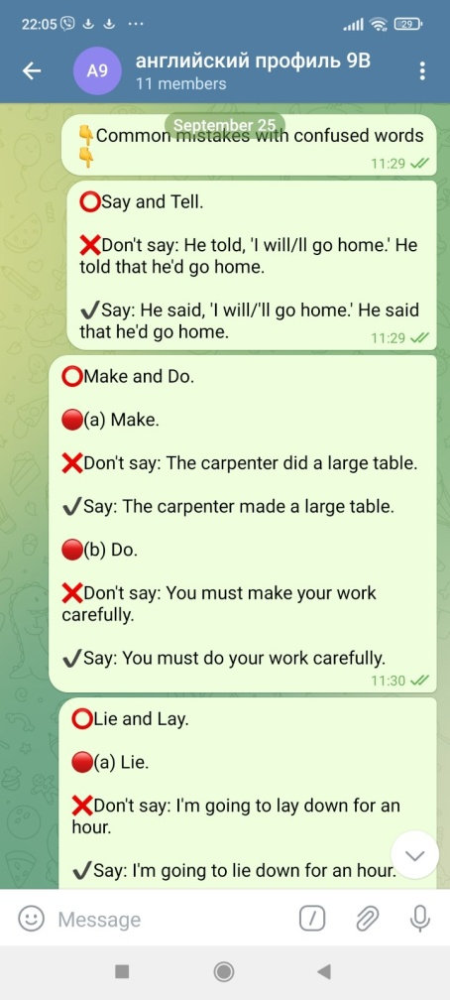 22:05
29
A9
английский профиль 9В
11 members
September 25
👇Common mistakes with confused words
👇
11:29
⭕Say and Tell.
❌Don't say: He told, 'I will/ll go home.' He
told that he'd go home.
✔Say: He said, 'I will/'ll go home.' He said
that he'd go home.
11:29
⭕Make and Do.
🔴(a) Make.
❌Don't say: The carpenter did a large table.
✔Say: The carpenter made a large table.
🔴(b) Do.
❌Don't say: You must make your work
carefully.
✔Say: You must do your work carefully.
11:30
⭕Lie and Lay.
🔴(a) Lie.
❌Don't say: I'm going to lay down for an
hour.
✔Say: I'm going to lie down for an hour.
Message